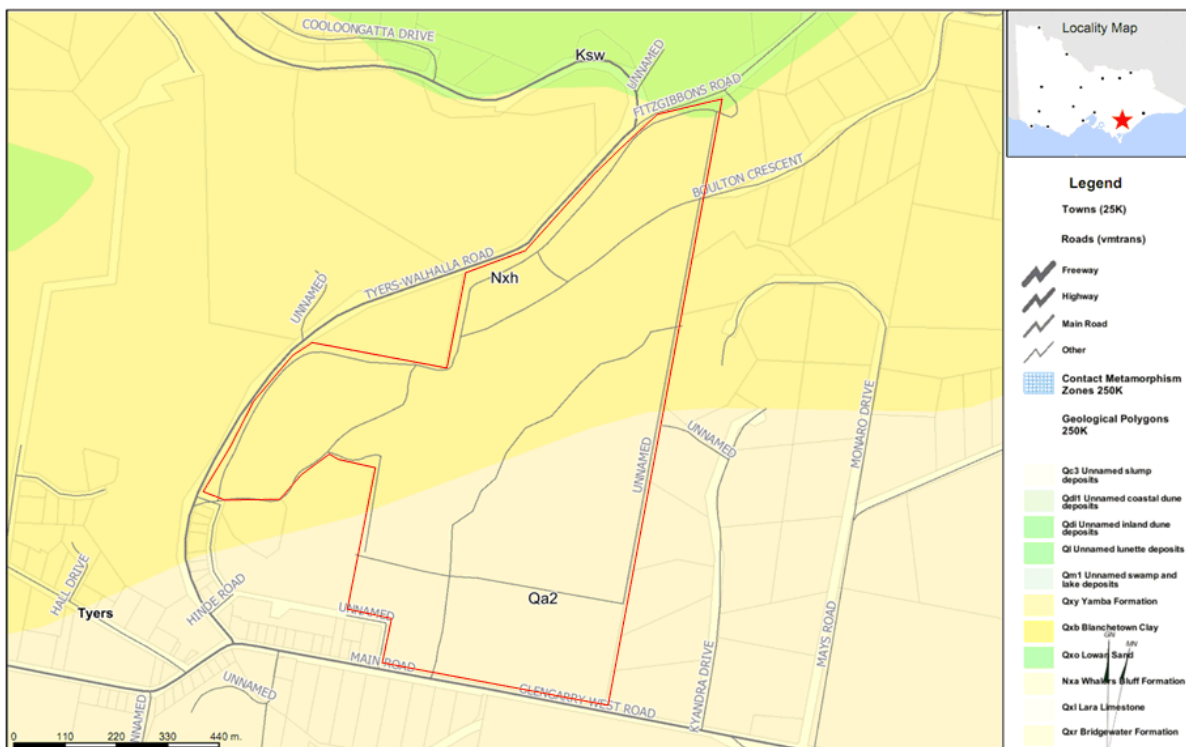 COOLOONGATTA DRIVE
Ksw
UNNAMED
FITZGIBBONS ROAD
BOULTON CRESCENT
TYERS-WALHALLA ROAD
Nxh
UNNAMED
UNNAMED
UNNAMED
MONARO DRIVE
HALL DRIVE
Tyers
HINDE ROAD
UNNAMED
Qa2
MAIN ROAD
GLENGARRY WEST ROAD
KYANDRA DRIVE
MAYS ROAD
UNNAMED
UNNAMED
0 110 220 330 440 m.
Locality Map
Legend
Towns (25K)
Roads (vmtrans)
Freeway
Highway
Main Road
Other
Contact Metamorphism
Zones 250K
Geological Polygons
250K
Qc3 Unnamed slump
deposits
Qdl1 Unnamed coastal dune
deposits
Qdi Unnamed inland dune
deposits
Ql Unnamed lunette deposits
Qm1 Unnamed swamp and
lake deposits
Qxy Yamba Formation
Qxb Blanchetown Clay
GN
MN
Qxo Lowan Sand
Nxa Whalers Bluff Formation
Qxl Lara Limestone
Qxr Bridgewater Formation